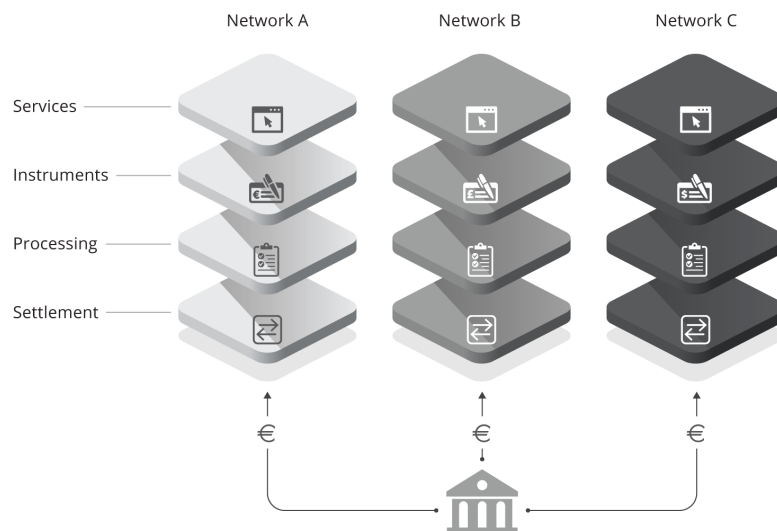 Network A
Network B
Network C
Services
Instruments
€
£
$
Processing
Settlement
€
€
€